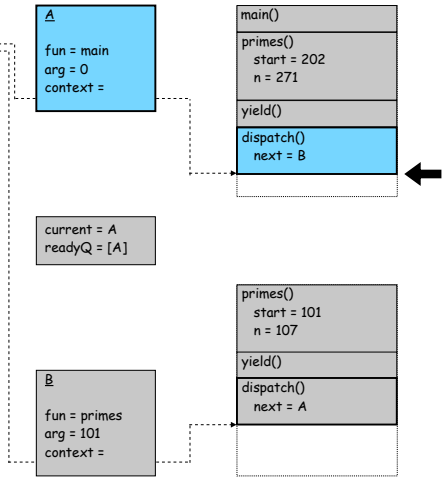 A
fun = main
arg = 0
context =
main()
primes()
start = 202
n = 271
yield()
dispatch()
next = B
current = A
readyQ = [A]
B
fun = primes
arg = 101
context =
primes()
start = 101
n = 107
yield()
dispatch()
next = A